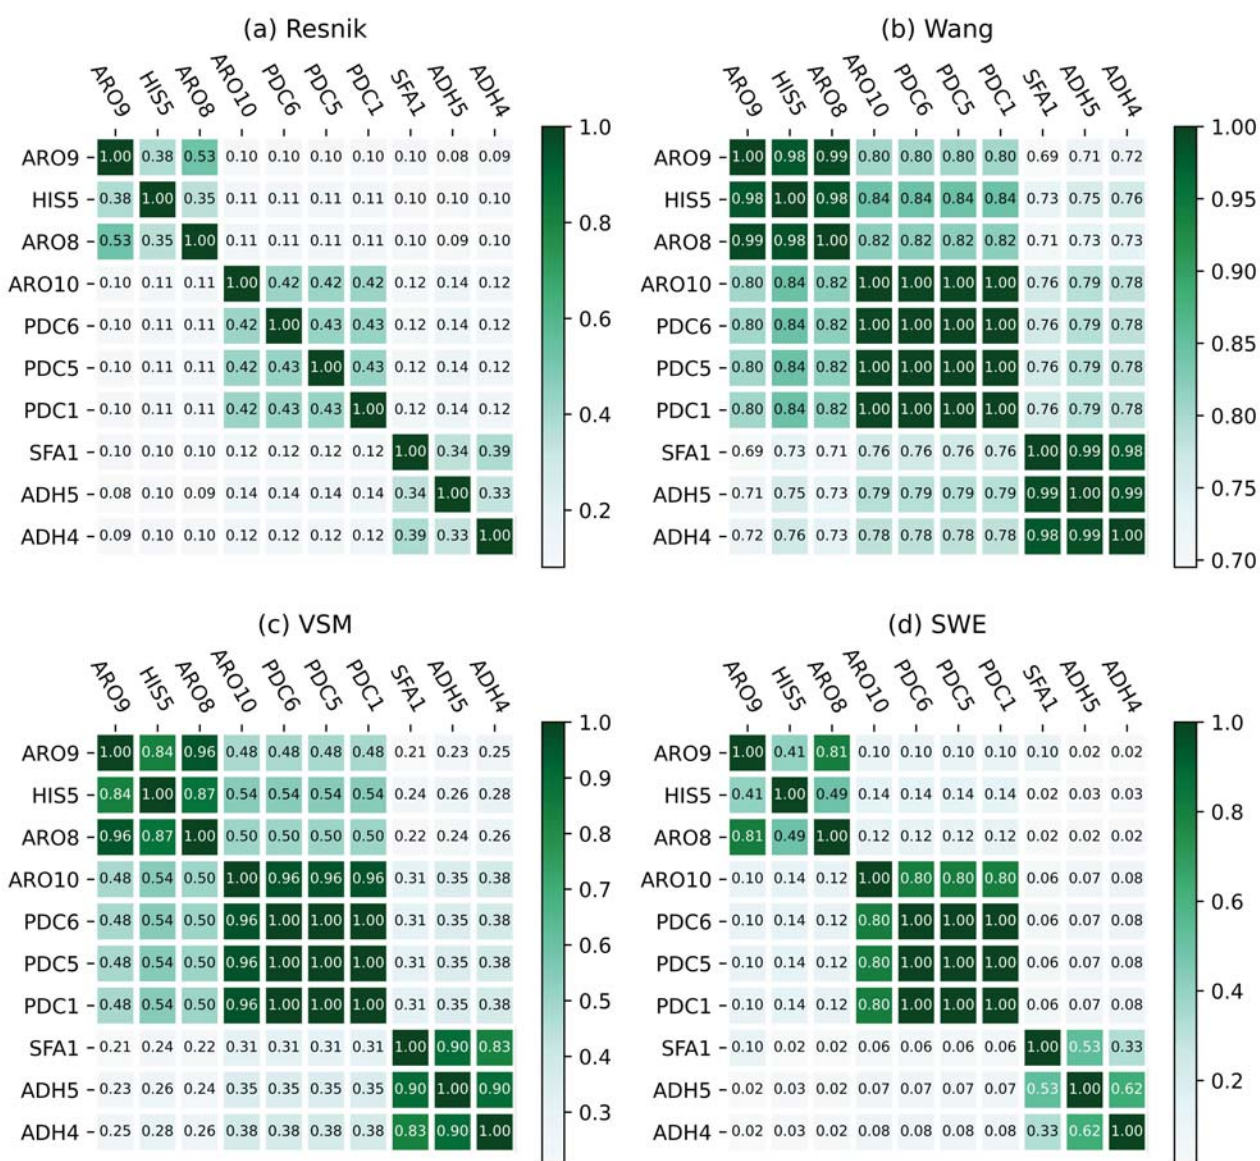 (a) Resnik
ARO9 HIS5 ARO8 ARO10 PDC6 PDC5 PDC1 SFA1 ADH5 ADH4
ARO9 1.00 0.38 0.53 0.10 0.10 0.10 0.10 0.10 0.08 0.09
HIS5 0.38 1.00 0.35 0.11 0.11 0.11 0.11 0.10 0.10 0.10
ARO8 0.53 0.35 1.00 0.11 0.11 0.11 0.11 0.10 0.09 0.10
ARO10 0.10 0.11 0.11 1.00 0.42 0.42 0.42 0.12 0.14 0.12
PDC6 0.10 0.11 0.11 0.42 1.00 0.43 0.43 0.12 0.14 0.12
PDC5 0.10 0.11 0.11 0.42 0.43 1.00 0.43 0.12 0.14 0.12
PDC1 0.10 0.11 0.11 0.42 0.43 0.43 1.00 0.12 0.14 0.12
SFA1 0.10 0.10 0.10 0.12 0.12 0.12 0.12 1.00 0.34 0.39
ADH5 0.08 0.10 0.09 0.14 0.14 0.14 0.14 0.34 1.00 0.33
ADH4 0.09 0.10 0.10 0.12 0.12 0.12 0.12 0.39 0.33 1.00
1.0
0.8
0.6
0.4
0.2
(b) Wang
ARO9 HIS5 ARO8 ARO10 PDC6 PDC5 PDC1 SFA1 ADH5 ADH4
ARO9 1.00 0.98 0.99 0.80 0.80 0.80 0.80 0.69 0.71 0.72
HIS5 0.98 1.00 0.98 0.84 0.84 0.84 0.84 0.73 0.75 0.76
ARO8 0.99 0.98 1.00 0.82 0.82 0.82 0.82 0.71 0.73 0.73
ARO10 0.80 0.84 0.82 1.00 1.00 1.00 1.00 0.76 0.79 0.78
PDC6 0.80 0.84 0.82 1.00 1.00 1.00 1.00 0.76 0.79 0.78
PDC5 0.80 0.84 0.82 1.00 1.00 1.00 1.00 0.76 0.79 0.78
PDC1 0.80 0.84 0.82 1.00 1.00 1.00 1.00 0.76 0.79 0.78
SFA1 0.69 0.73 0.71 0.76 0.76 0.76 0.76 1.00 0.99 0.98
ADH5 0.71 0.75 0.73 0.79 0.79 0.79 0.79 0.99 1.00 0.99
ADH4 0.72 0.76 0.73 0.78 0.78 0.78 0.78 0.98 0.99 1.00
1.00
0.95
0.90
0.85
0.80
0.75
0.70
(c) VSM
ARO9 HIS5 ARO8 ARO10 PDC6 PDC5 PDC1 SFA1 ADH5 ADH4
ARO9 1.00 0.84 0.96 0.48 0.48 0.48 0.48 0.21 0.23 0.25
HIS5 0.84 1.00 0.87 0.54 0.54 0.54 0.54 0.24 0.26 0.28
ARO8 0.96 0.87 1.00 0.50 0.50 0.50 0.50 0.22 0.24 0.26
ARO10 0.48 0.54 0.50 1.00 0.96 0.96 0.96 0.31 0.35 0.38
PDC6 0.48 0.54 0.50 0.96 1.00 1.00 1.00 0.31 0.35 0.38
PDC5 0.48 0.54 0.50 0.96 1.00 1.00 1.00 0.31 0.35 0.38
PDC1 0.48 0.54 0.50 0.96 1.00 1.00 1.00 0.31 0.35 0.38
SFA1 0.21 0.24 0.22 0.31 0.31 0.31 0.31 1.00 0.90 0.83
ADH5 0.23 0.26 0.24 0.35 0.35 0.35 0.35 0.90 1.00 0.90
ADH4 0.25 0.28 0.26 0.38 0.38 0.38 0.38 0.83 0.90 1.00
1.0
0.9
0.8
0.7
0.6
0.5
0.4
0.3
(d) SWE
ARO9 HIS5 ARO8 ARO10 PDC6 PDC5 PDC1 SFA1 ADH5 ADH4
ARO9 1.00 0.41 0.81 0.10 0.10 0.10 0.10 0.10 0.02 0.02
HIS5 0.41 1.00 0.49 0.14 0.14 0.14 0.14 0.02 0.03 0.03
ARO8 0.81 0.49 1.00 0.12 0.12 0.12 0.12 0.02 0.02 0.02
ARO10 0.10 0.14 0.12 1.00 0.80 0.80 0.80 0.06 0.07 0.08
PDC6 0.10 0.14 0.12 0.80 1.00 1.00 1.00 0.06 0.07 0.08
PDC5 0.10 0.14 0.12 0.80 1.00 1.00 1.00 0.06 0.07 0.08
PDC1 0.10 0.14 0.12 0.80 1.00 1.00 1.00 0.06 0.07 0.08
SFA1 0.10 0.02 0.02 0.06 0.06 0.06 0.06 1.00 0.53 0.33
ADH5 0.02 0.03 0.02 0.07 0.07 0.07 0.07 0.53 1.00 0.62
ADH4 0.02 0.03 0.02 0.08 0.08 0.08 0.08 0.33 0.62 1.00
1.0
0.8
0.6
0.4
0.2